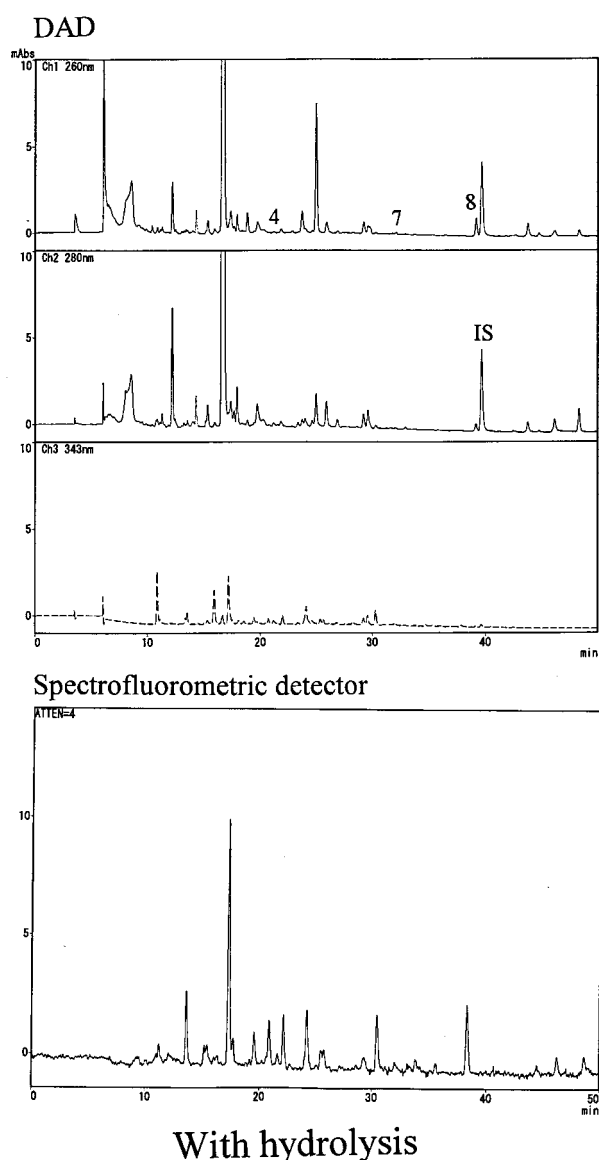 DAD
mAbs
10
Ch1 260nm
5
4
7
8
0
10
Ch2 280nm
IS
5
0
10
Ch3 343nm
5
0
0 10 20 30 40 min
Spectrofluorometric detector
ATTEN=4
10
5
0
0 10 20 30 40 50
min
With hydrolysis